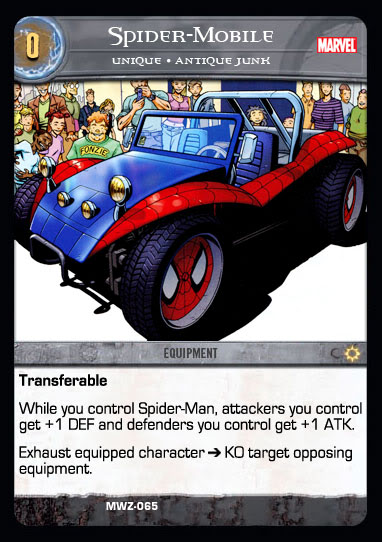 0
Spider-Mobile
MARVEL
UNIQUE • ANTIQUE JUNK
FONZIE
EQUIPMENT
Transferable
While you control Spider-Man, attackers you control
get +1 DEF and defenders you control get +1 ATK.
Exhaust equipped character ➔ KO target opposing
equipment.
MWZ-065